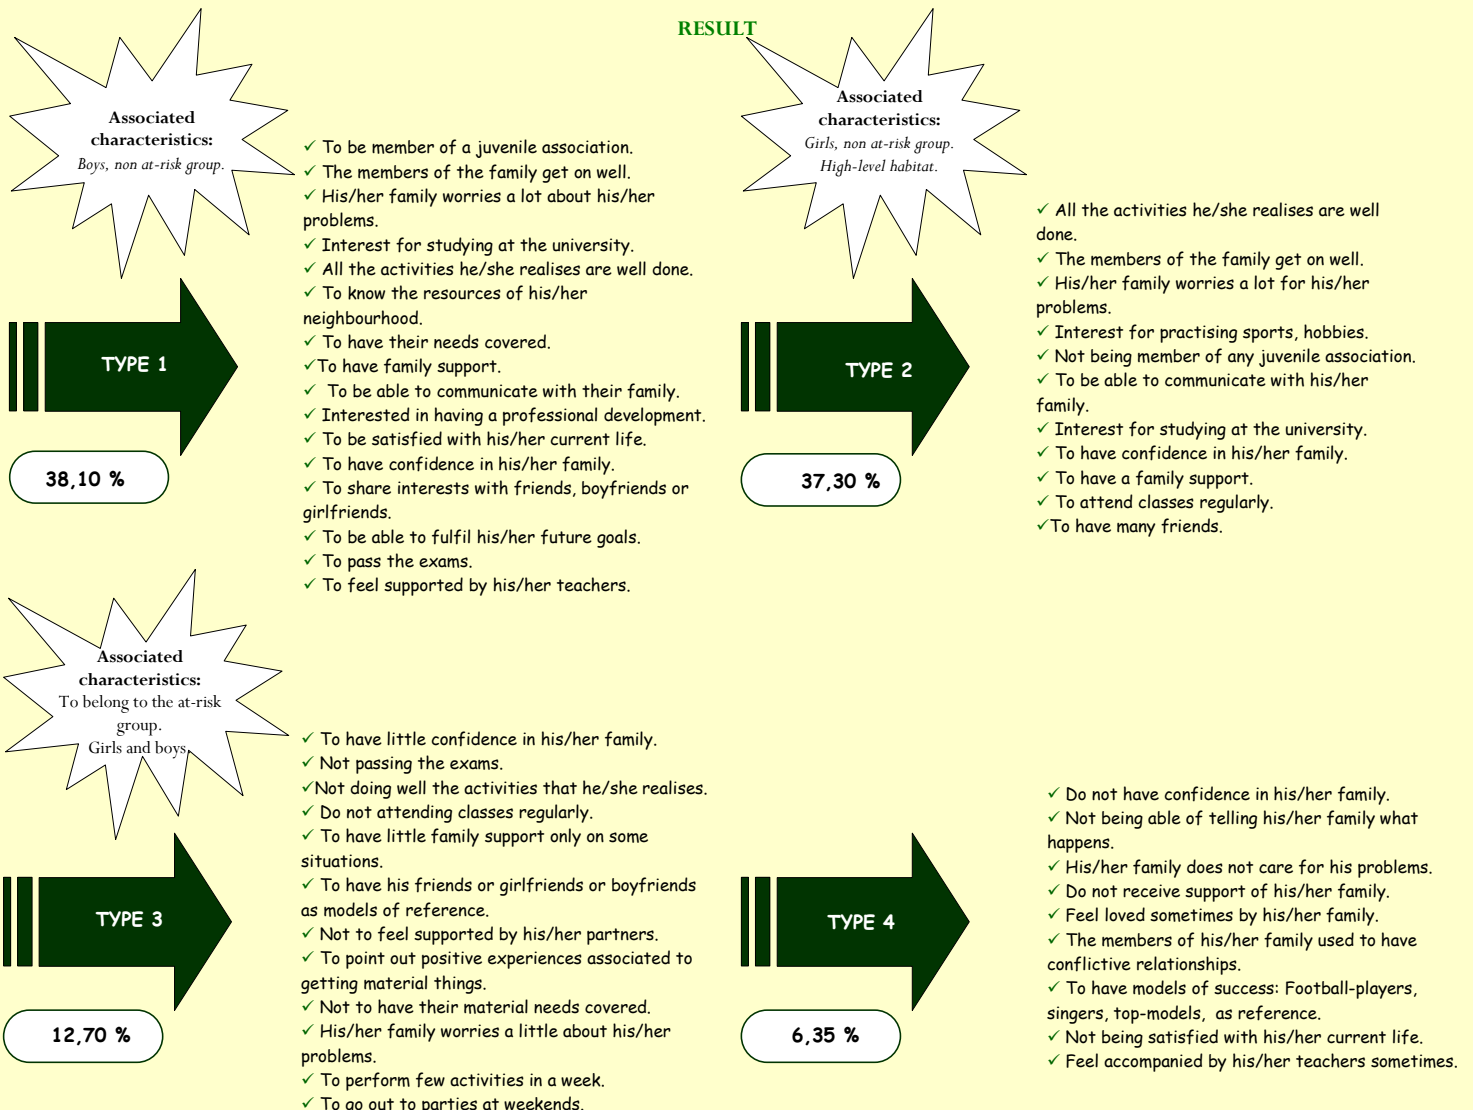 RESULT
Associated
characteristics:
Boys, non at-risk group.
TYPE 1
38,10 %
✓ To be member of a juvenile association.
✓ The members of the family get on well.
✓ His/her family worries a lot about his/her
problems.
✓ Interest for studying at the university.
✓ All the activities he/she realises are well done.
✓ To know the resources of his/her
neighbourhood.
✓ To have their needs covered.
✓To have family support.
✓ To be able to communicate with their family.
✓ Interested in having a professional development.
✓ To be satisfied with his/her current life.
✓ To have confidence in his/her family.
✓ To share interests with friends, boyfriends or
girlfriends.
✓ To be able to fulfil his/her future goals.
✓ To pass the exams.
✓ To feel supported by his/her teachers.
Associated
characteristics:
Girls, non at-risk group.
High-level habitat.
TYPE 2
37,30 %
✓ All the activities he/she realises are well
done.
✓ The members of the family get on well.
✓ His/her family worries a lot for his/her
problems.
✓ Interest for practising sports, hobbies.
✓ Not being member of any juvenile association.
✓ To be able to communicate with his/her
family.
✓ Interest for studying at the university.
✓ To have confidence in his/her family.
✓ To have a family support.
✓ To attend classes regularly.
✓To have many friends.
Associated
characteristics:
To belong to the at-risk
group.
Girls and boys.
TYPE 3
12,70 %
✓ To have little confidence in his/her family.
✓ Not passing the exams.
✓Not doing well the activities that he/she realises.
✓ Do not attending classes regularly.
✓ To have little family support only on some
situations.
✓ To have his friends or girlfriends or boyfriends
as models of reference.
✓ Not to feel supported by his/her partners.
✓ To point out positive experiences associated to
getting material things.
✓ Not to have their material needs covered.
✓ His/her family worries a little about his/her
problems.
✓ To perform few activities in a week.
✓ To go out to parties at weekends.
TYPE 4
6,35 %
✓ Do not have confidence in his/her family.
✓ Not being able of telling his/her family what
happens.
✓ His/her family does not care for his problems.
✓ Do not receive support of his/her family.
✓ Feel loved sometimes by his/her family.
✓ The members of his/her family used to have
conflictive relationships.
✓ To have models of success: Football-players,
singers, top-models, as reference.
✓ Not being satisfied with his/her current life.
✓ Feel accompanied by his/her teachers sometimes.